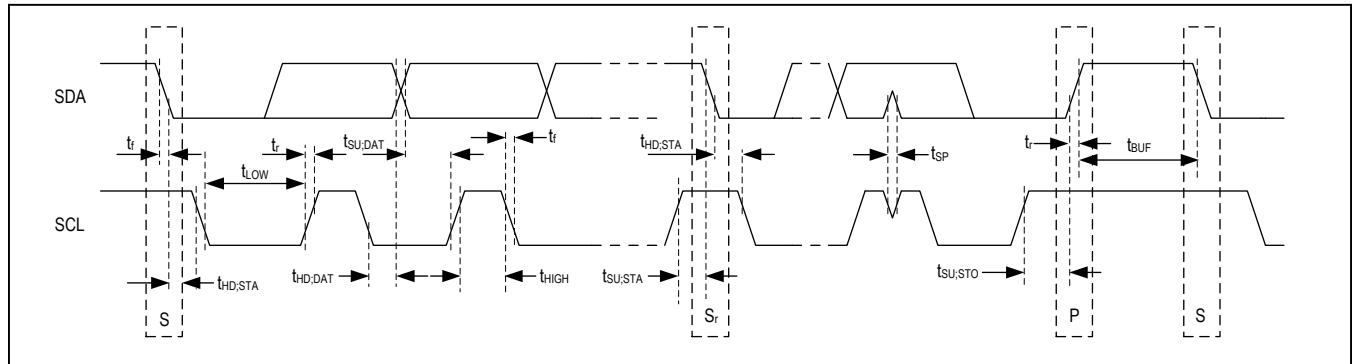 SDA
tf
tr
tSU;DAT
tf
tHD;STA
tSP
tr
tBUF
tLOW
SCL
tHD;STA
tHD;DAT
tHIGH
tSU;STA
tSU;STO
S
Sr
P
S